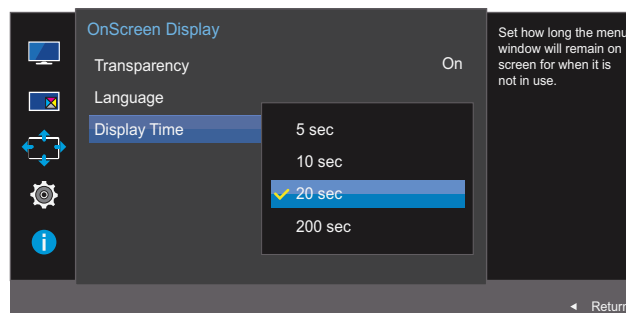 OnScreen Display
Transparency On
Language
Display Time
5 sec
10 sec
20 sec
200 sec
Set how long the menu
window will remain on
screen for when it is
not in use.
Return